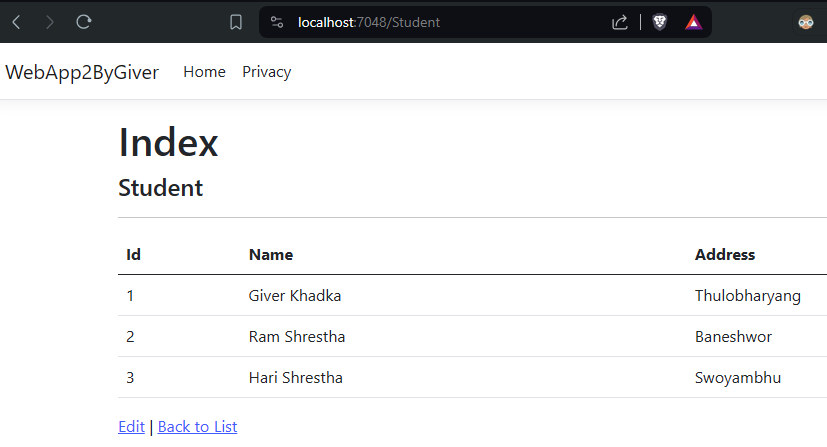 localhost:7048/Student
WebApp2ByGiver Home Privacy
Index
Student
Id Name Address
1 Giver Khadka Thulobharyang
2 Ram Shrestha Baneshwor
3 Hari Shrestha Swoyambhu
Edit | Back to List